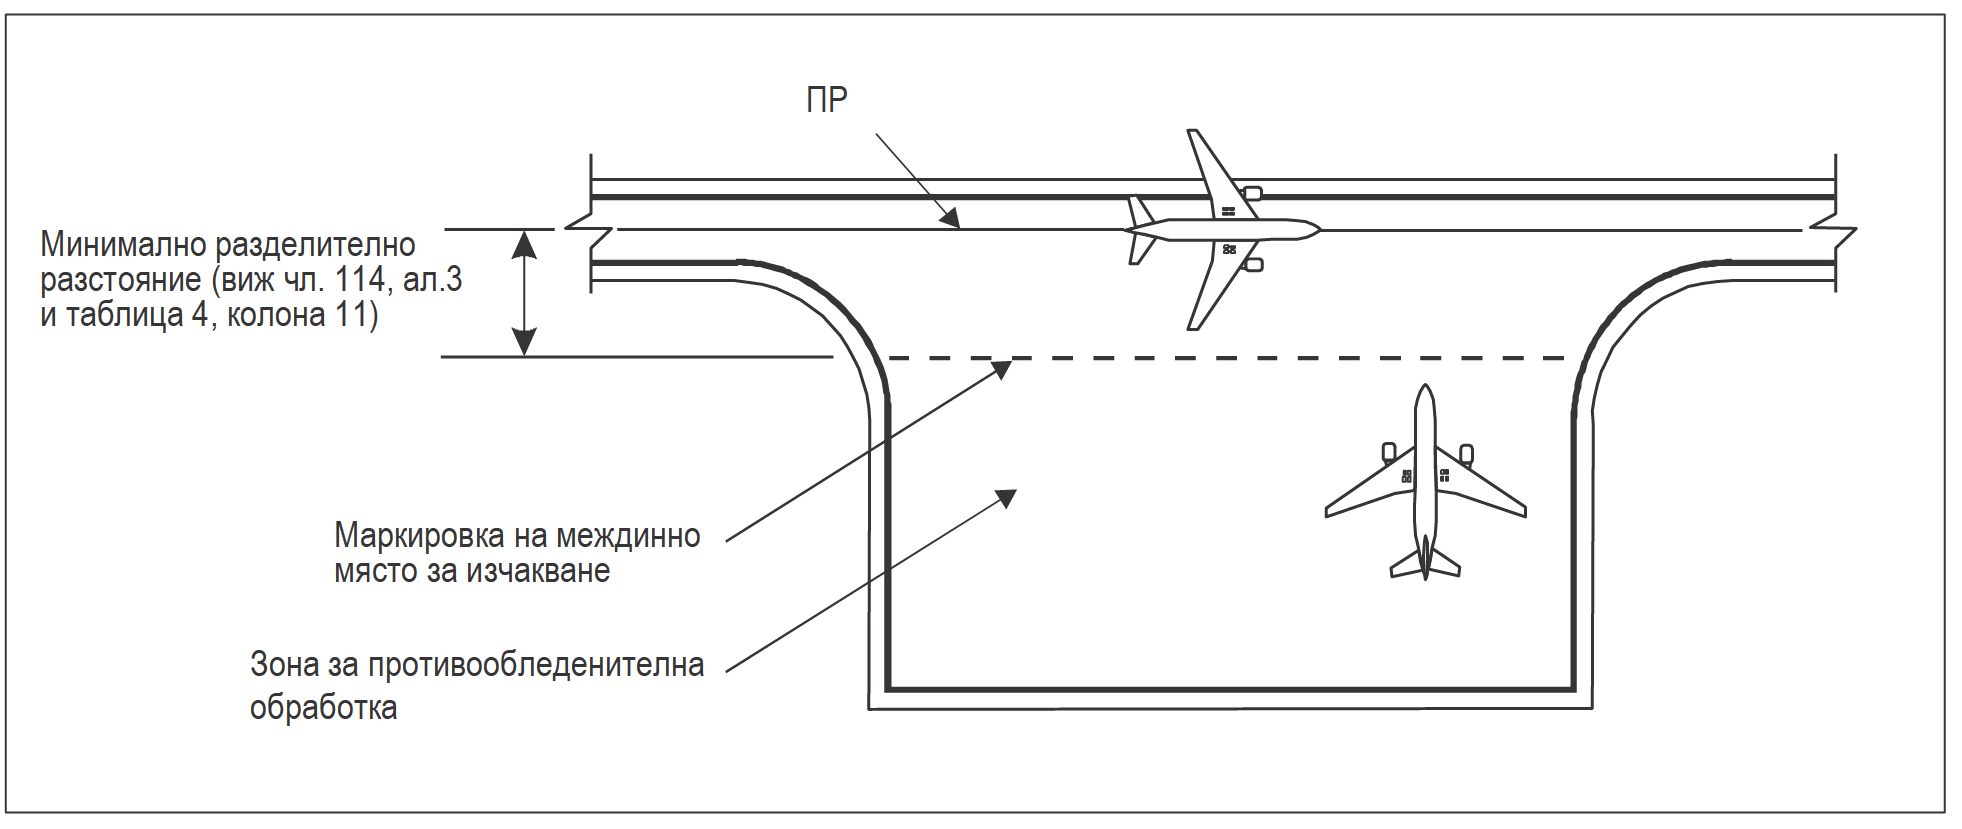 ПР
Минимално разделително
разстояние (виж чл. 114, ал.3
и таблица 4, колона 11)
Маркировка на междинно
място за изчакване
Зона за противообледенителна
обработка